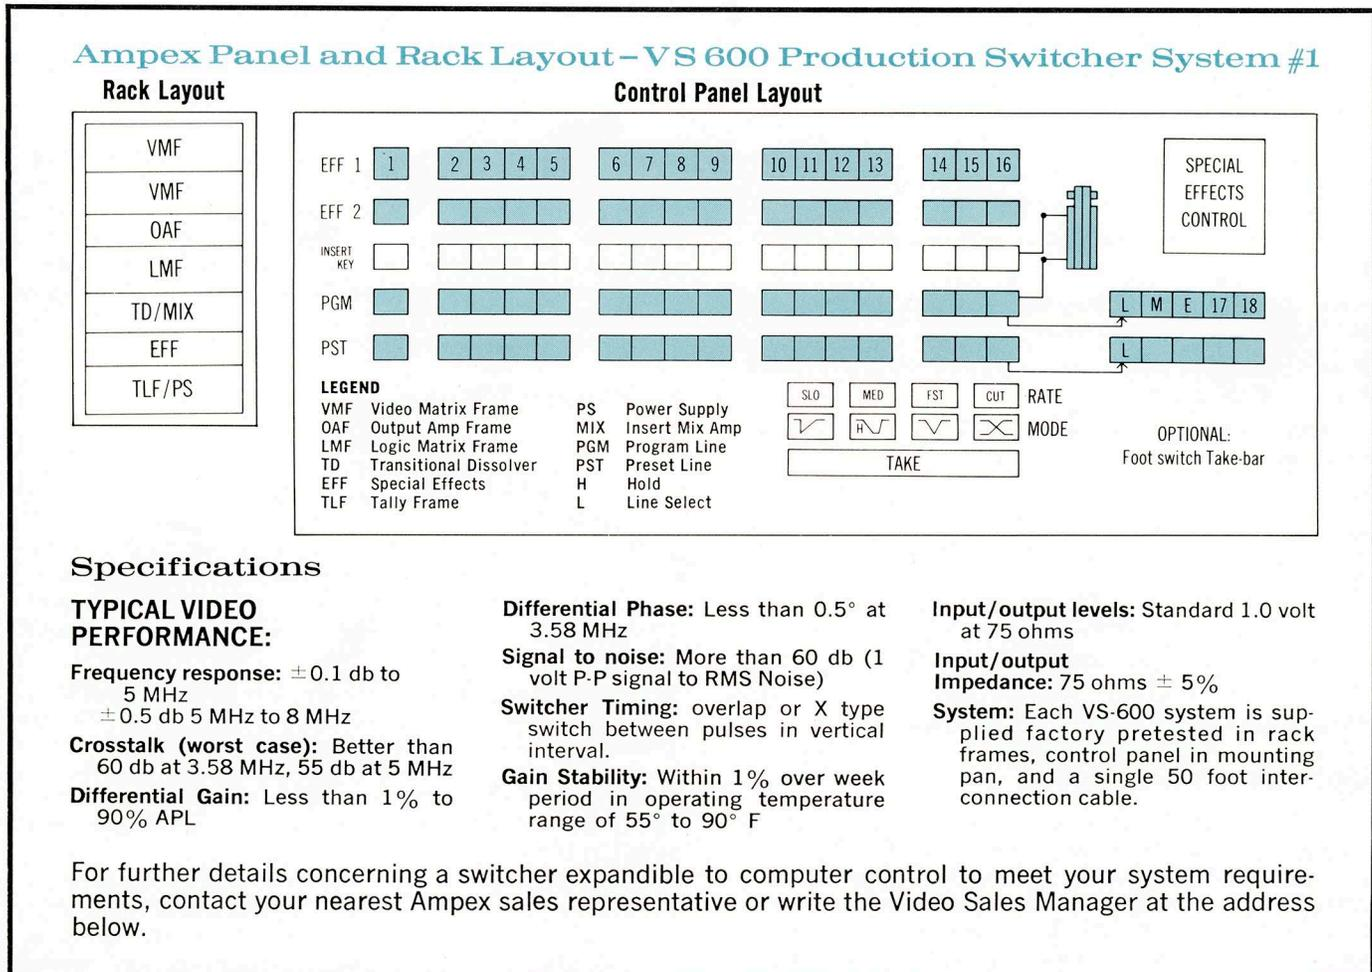 Ampex Panel and Rack Layout–VS 600 Production Switcher System #1
Rack Layout
VMF
VMF
OAF
LMF
TD/MIX
EFF
TLF/PS
Control Panel Layout
EFF 1 1 2 3 4 5 6 7 8 9 10 11 12 13 14 15 16
EFF 2
INSERT
KEY
PGM
PST
SPECIAL
EFFECTS
CONTROL
L M E 17 18
L
LEGEND
VMF Video Matrix Frame
OAF Output Amp Frame
LMF Logic Matrix Frame
TD Transitional Dissolver
EFF Special Effects
TLF Tally Frame
PS Power Supply
MIX Insert Mix Amp
PGM Program Line
PST Preset Line
H Hold
L Line Select
SLO MED FST CUT RATE
H MODE
TAKE
OPTIONAL:
Foot switch Take-bar
Specifications
TYPICAL VIDEO
PERFORMANCE:
Frequency response: ±0.1 db to
5 MHz
±0.5 db 5 MHz to 8 MHz
Crosstalk (worst case): Better than
60 db at 3.58 MHz, 55 db at 5 MHz
Differential Gain: Less than 1% to
90% APL
Differential Phase: Less than 0.5° at
3.58 MHz
Signal to noise: More than 60 db (1
volt P-P signal to RMS Noise)
Switcher Timing: overlap or X type
switch between pulses in vertical
interval.
Gain Stability: Within 1% over week
period in operating temperature
range of 55° to 90° F
Input/output levels: Standard 1.0 volt
at 75 ohms
Input/output
Impedance: 75 ohms ± 5%
System: Each VS-600 system is sup-
plied factory pretested in rack
frames, control panel in mounting
pan, and a single 50 foot inter-
connection cable.
For further details concerning a switcher expandible to computer control to meet your system require-
ments, contact your nearest Ampex sales representative or write the Video Sales Manager at the address
below.